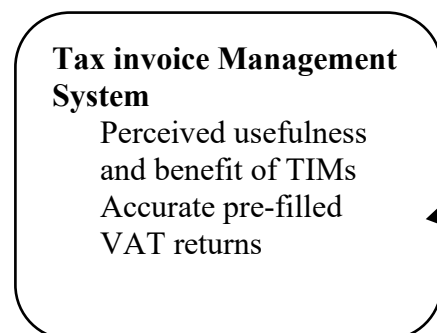 Tax invoice Management
System
Perceived usefulness
and benefit of TIMs
Accurate pre-filled
VAT returns